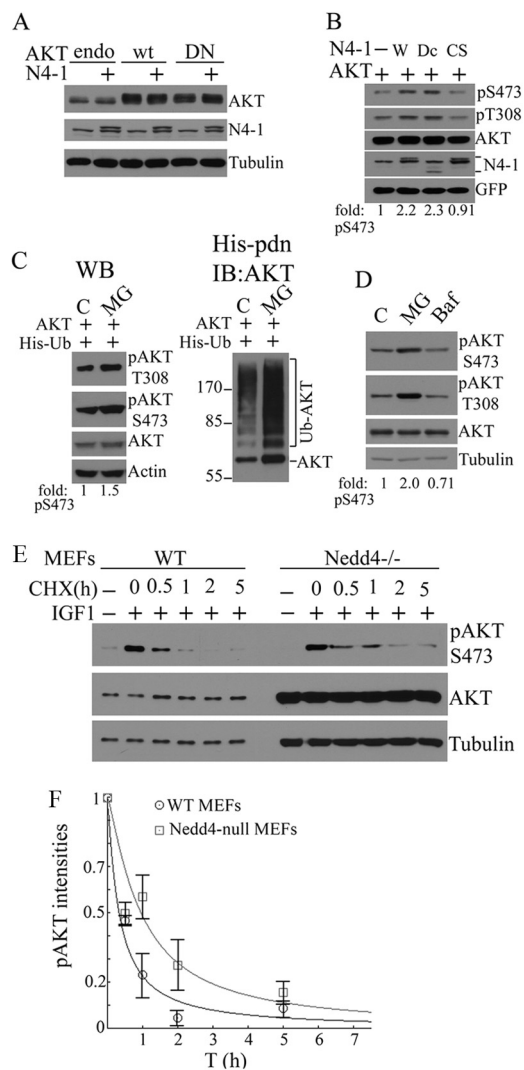 A
AKT endo wt DN
N4-1 + + +
AKT
N4-1
Tubulin
B
N4-1 – W Dc CS
AKT + + + +
pS473
pT308
AKT
N4-1
GFP
fold: 1 2.2 2.3 0.91
pS473
C
WB
C MG
AKT + +
His-Ub + +
pAKT
T308
pAKT
S473
AKT
Actin
fold: 1 1.5
pS473
His-pdn
IB:AKT
C MG
AKT + +
His-Ub + +
170
85
55
Ub-AKT
AKT
D
C MG Baf
pAKT
S473
pAKT
T308
AKT
Tubulin
fold: 1 2.0 0.71
pS473
E
MEFs WT Nedd4-/-
CHX(h) – 0 0.5 1 2 5 – 0 0.5 1 2 5
IGF1 – + + + + + – + + + + +
pAKT
S473
AKT
Tubulin
F
WT MEFs
Nedd4-null MEFs
pAKT intensities
1
0.7
0.5
0.2
0
1 2 3 4 5 6 7
T (h)